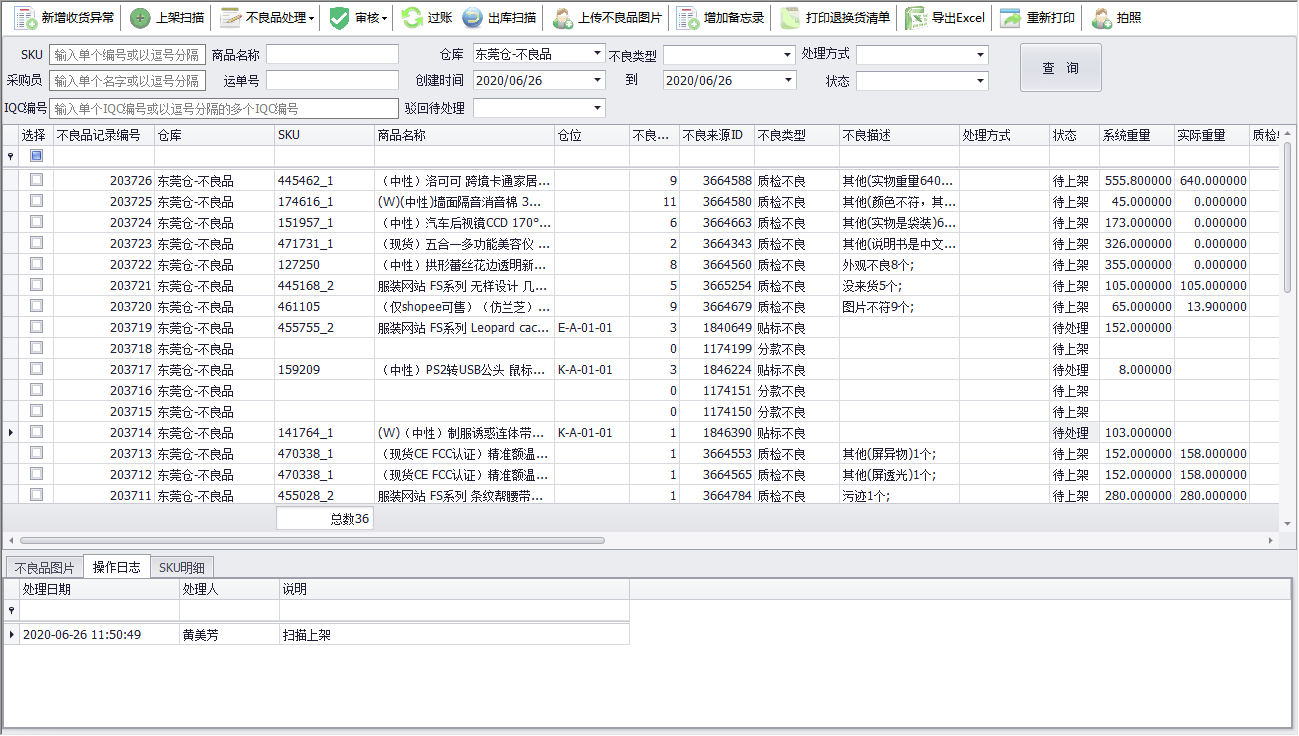 新增收货异常 上架扫描 不良品处理 审核 过账 出库扫描 上传不良品图片 增加备忘录 打印退换货清单 导出Excel 重新打印 拍照
SKU 输入单个编号或以逗号分隔 商品名称 仓库 东莞仓-不良品 不良类型 处理方式 查 询
采购员 输入单个名字或以逗号分隔 运单号 创建时间 2020/06/26 到 2020/06/26 状态
IQC编号 输入单个IQC编号或以逗号分隔的多个IQC编号 驳回待处理
选择 不良品记录编号 仓库 SKU 商品名称 仓位 不良... 不良来源ID 不良类型 不良描述 处理方式 状态 系统重量 实际重量
203726 东莞仓-不良品 445462_1 （中性）洛可可 跨境卡通家居... 9 3664588 质检不良 其他(实物重量640... 待上架 555.800000 640.000000
203725 东莞仓-不良品 174616_1 (W)(中性)墙面隔音消音棉 3... 11 3664580 质检不良 其他(颜色不符，其... 待上架 45.000000 0.000000
203724 东莞仓-不良品 151957_1 （中性）汽车后视镜CCD 170°... 6 3664663 质检不良 其他(实物是袋装)6... 待上架 173.000000 0.000000
203723 东莞仓-不良品 471731_1 （现货）五合一多功能美容仪 ... 2 3664343 质检不良 其他(说明书是中文... 待上架 326.000000 0.000000
203722 东莞仓-不良品 127250 （中性）拱形蕾丝花边透明新... 8 3664560 质检不良 外观不良8个; 待上架 355.000000 0.000000
203721 东莞仓-不良品 445168_2 服装网站 FS系列 无样设计 几... 5 3665254 质检不良 没来货5个; 待上架 105.000000 105.000000
203720 东莞仓-不良品 461105 （仅shopee可售）（仿兰芝）... 9 3664679 质检不良 图片不符9个; 待上架 65.000000 13.900000
203719 东莞仓-不良品 455755_2 服装网站 FS系列 Leopard cac... E-A-01-01 3 1840649 贴标不良 待处理 152.000000
203718 东莞仓-不良品 0 1174199 分款不良 待上架
203717 东莞仓-不良品 159209 （中性）PS2转USB公头 鼠标... K-A-01-01 3 1846224 贴标不良 待处理 8.000000
203716 东莞仓-不良品 0 1174151 分款不良 待上架
203715 东莞仓-不良品 0 1174150 分款不良 待上架
203714 东莞仓-不良品 141764_1 (W)（中性）制服诱惑连体带... K-A-01-01 1 1846390 贴标不良 待处理 103.000000
203713 东莞仓-不良品 470338_1 （现货CE FCC认证）精准额温... 1 3664553 质检不良 其他(屏异物)1个; 待上架 152.000000 158.000000
203712 东莞仓-不良品 470338_1 （现货CE FCC认证）精准额温... 1 3664565 质检不良 其他(屏透光)1个; 待上架 152.000000 158.000000
203711 东莞仓-不良品 455028_2 服装网站 FS系列 条纹帮腰带... 1 3664784 质检不良 污迹1个; 待上架 280.000000 280.000000
总数36
不良品图片 操作日志 SKU明细
处理日期 处理人 说明
2020-06-26 11:50:49 黄美芳 扫描上架